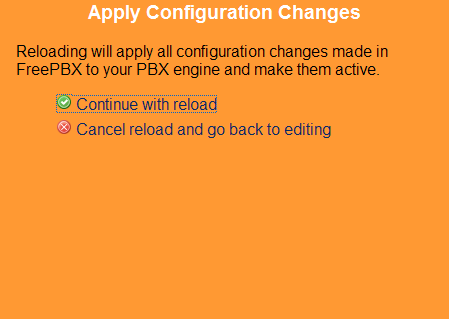 Apply Configuration Changes
Reloading will apply all configuration changes made in
FreePBX to your PBX engine and make them active.
Continue with reload
Cancel reload and go back to editing